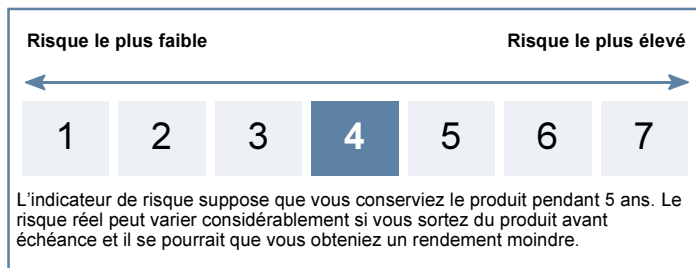 Risque le plus faible Risque le plus élevé
1 2 3 4 5 6 7
L'indicateur de risque suppose que vous conserviez le produit pendant 5 ans. Le
risque réel peut varier considérablement si vous sortez du produit avant
échéance et il se pourrait que vous obteniez un rendement moindre.